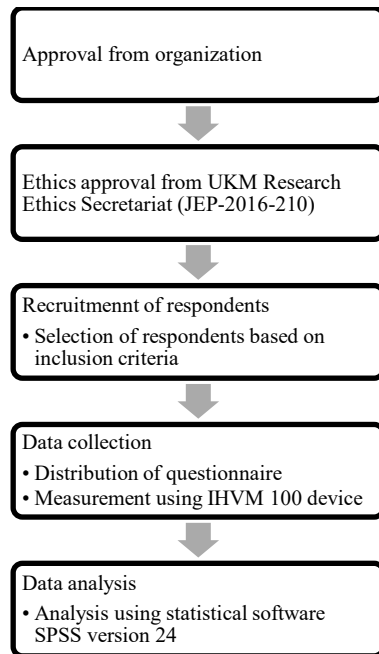 Approval from organization
Ethics approval from UKM Research
Ethics Secretariat (JEP-2016-210)
Recruitmennt of respondents
• Selection of respondents based on
inclusion criteria
Data collection
• Distribution of questionnaire
• Measurement using IHVM 100 device
Data analysis
• Analysis using statistical software
SPSS version 24